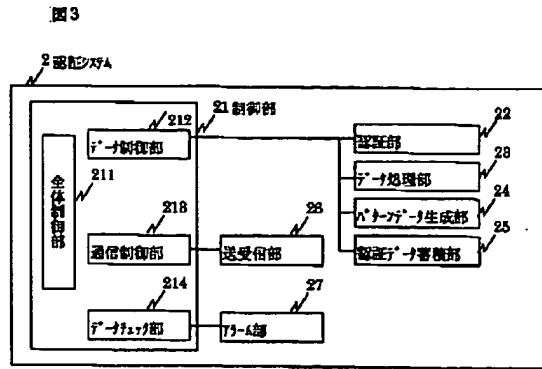 図3
2 認証システム
21 制御部
212
データ制御部
全体制御部
211
213
通信制御部
214
データチェック部
26
送受信部
27
アラーム部
22
認証部
23
データ処理部
24
パターンデータ生成部
25
認証データ蓄積部